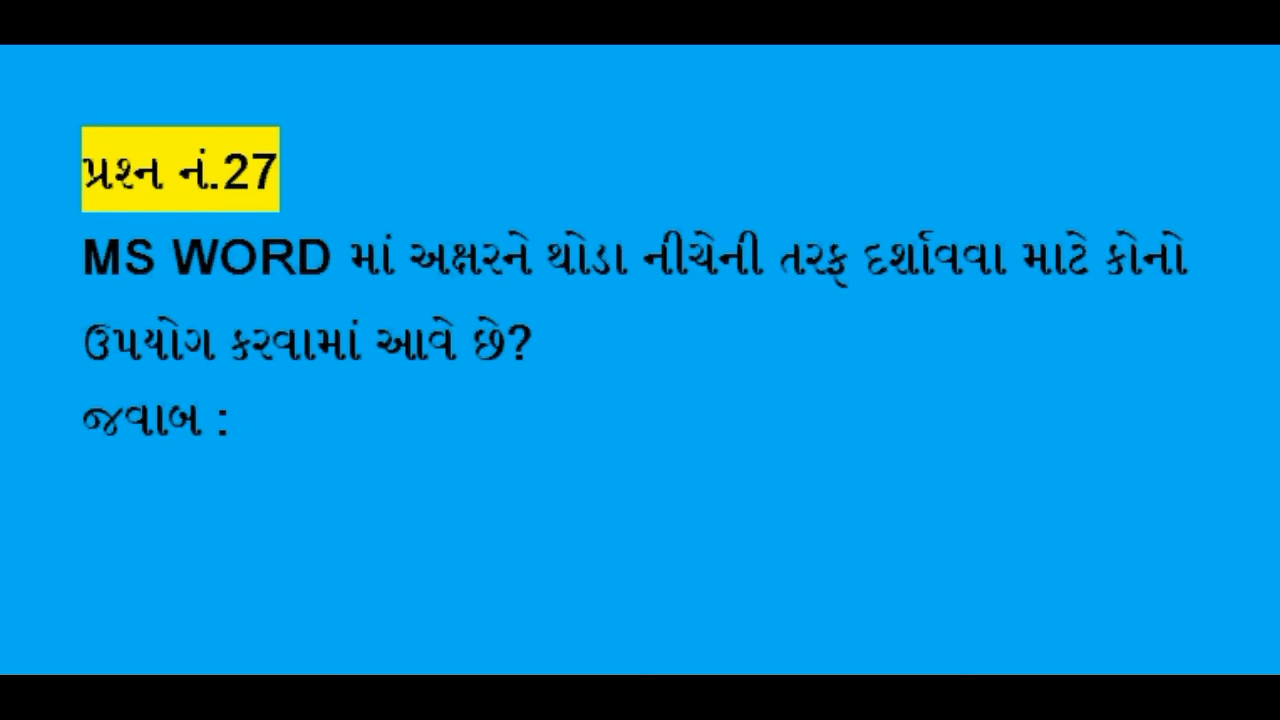 પ્રશ્ન નં.27
MS WORD માં અક્ષરને થોડા નીચેની તરફ દર્શાવવા માટે કોનો
ઉપયોગ કરવામાં આવે છે?
જવાબ :